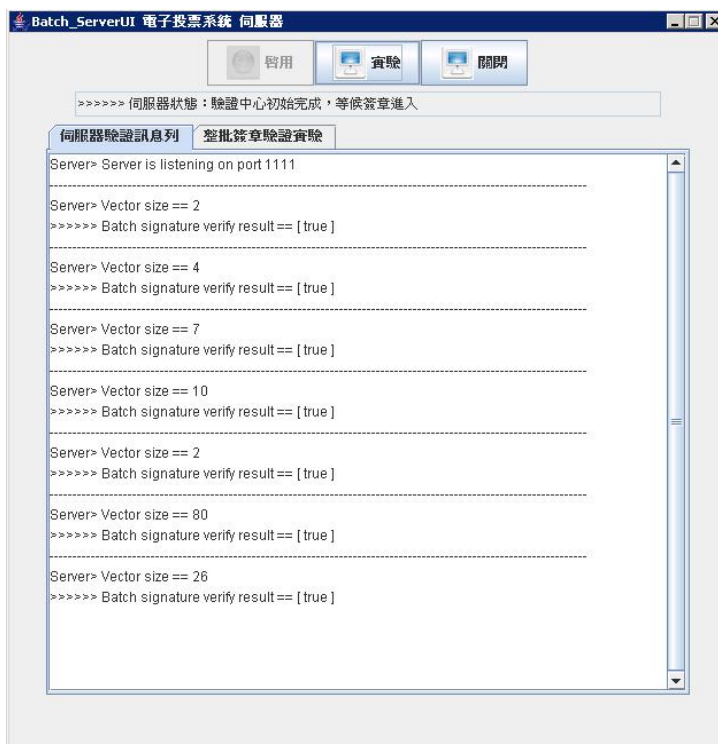 Batch_ServerUI 電子投票系統 伺服器
啓用 實驗 關閉
>>>>>> 伺服器狀態：驗證中心初始完成，等候簽章進入
伺服器驗證訊息列 整批簽章驗證實驗
Server> Server is listening on port 1111
Server> Vector size == 2
>>>>>> Batch signature verify result == [ true ]
Server> Vector size == 4
>>>>>> Batch signature verify result == [ true ]
Server> Vector size == 7
>>>>>> Batch signature verify result == [ true ]
Server> Vector size == 10
>>>>>> Batch signature verify result == [ true ]
Server> Vector size == 2
>>>>>> Batch signature verify result == [ true ]
Server> Vector size == 80
>>>>>> Batch signature verify result == [ true ]
Server> Vector size == 26
>>>>>> Batch signature verify result == [ true ]